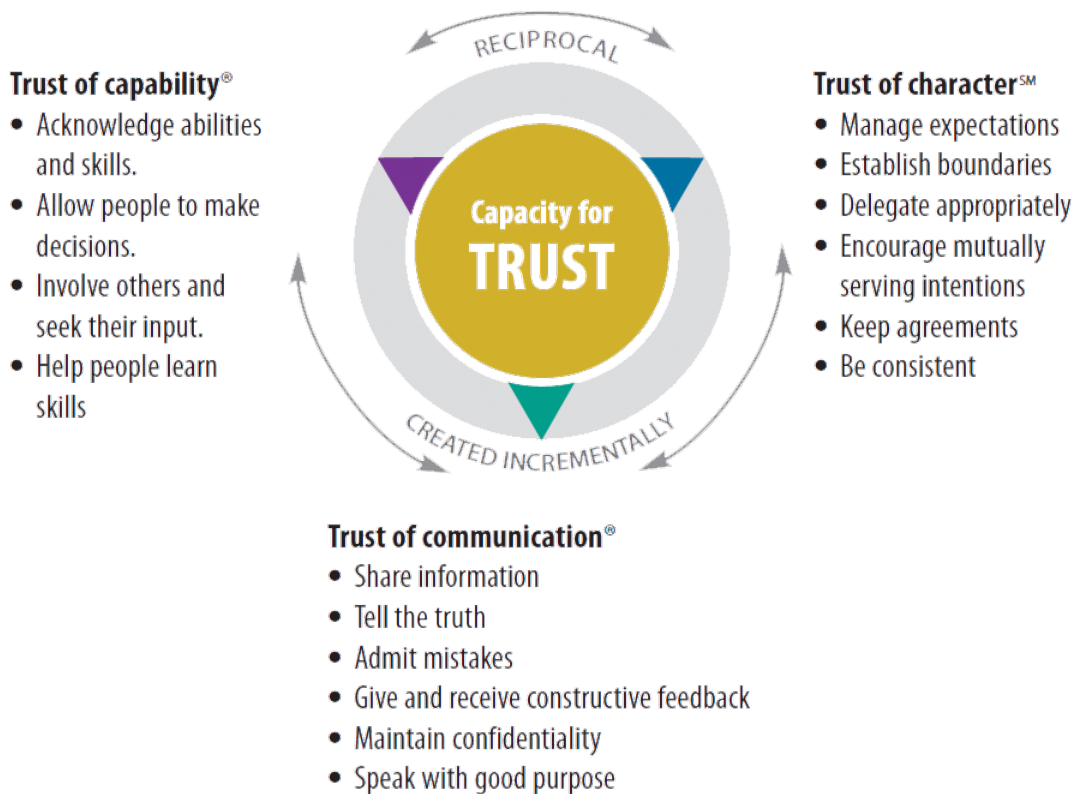 RECIPROCAL
Trust of capability®
• Acknowledge abilities
and skills.
• Allow people to make
decisions.
• Involve others and
seek their input.
• Help people learn
skills
Capacity for
TRUST
Trust of character℠
• Manage expectations
• Establish boundaries
• Delegate appropriately
• Encourage mutually
serving intentions
• Keep agreements
• Be consistent
CREATED INCREMENTALLY
Trust of communication®
• Share information
• Tell the truth
• Admit mistakes
• Give and receive constructive feedback
• Maintain confidentiality
• Speak with good purpose